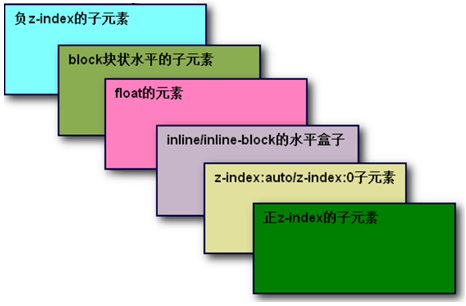 负z-index的子元素
block块状水平的子元素
float的元素
inline/inline-block的水平盒子
z-index:auto/z-index:0子元素
正z-index的子元素